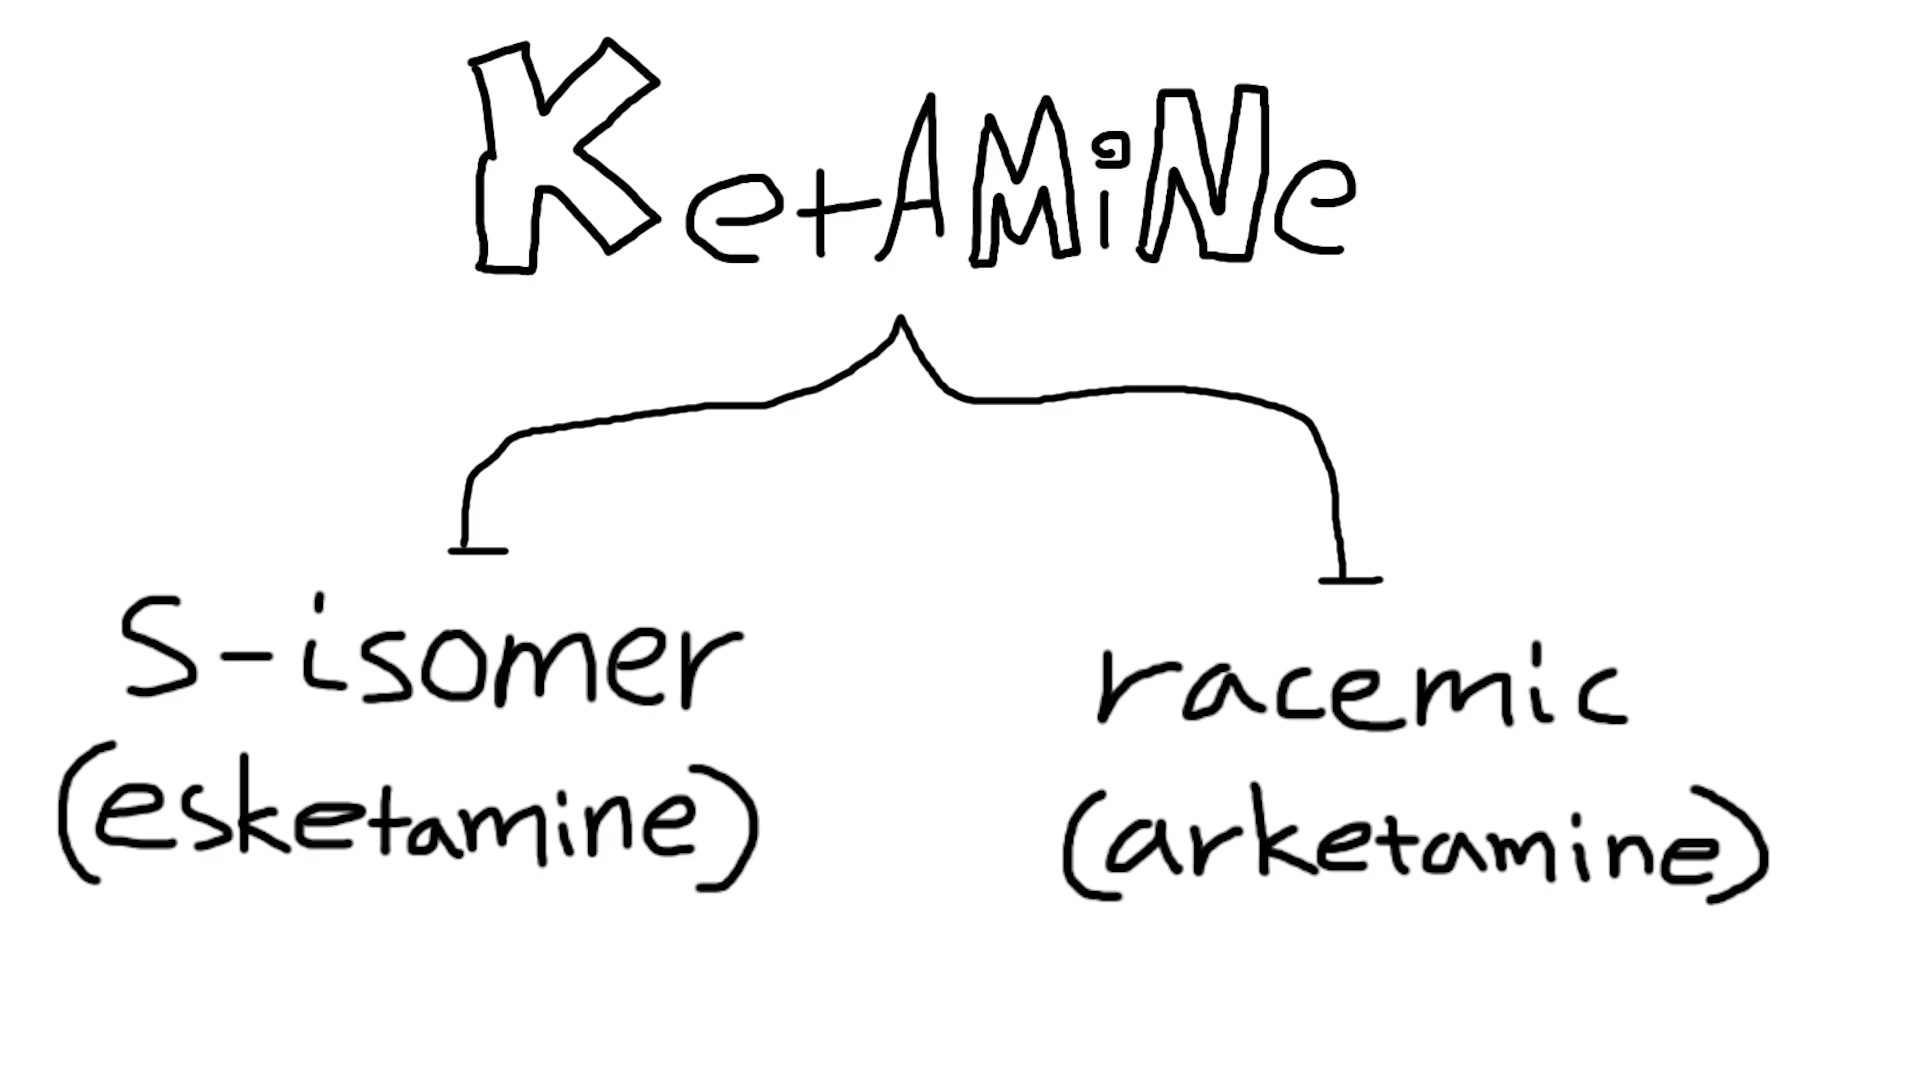 KetAMiNe
S-isomer
(esketamine)
racemic
(arketamine)